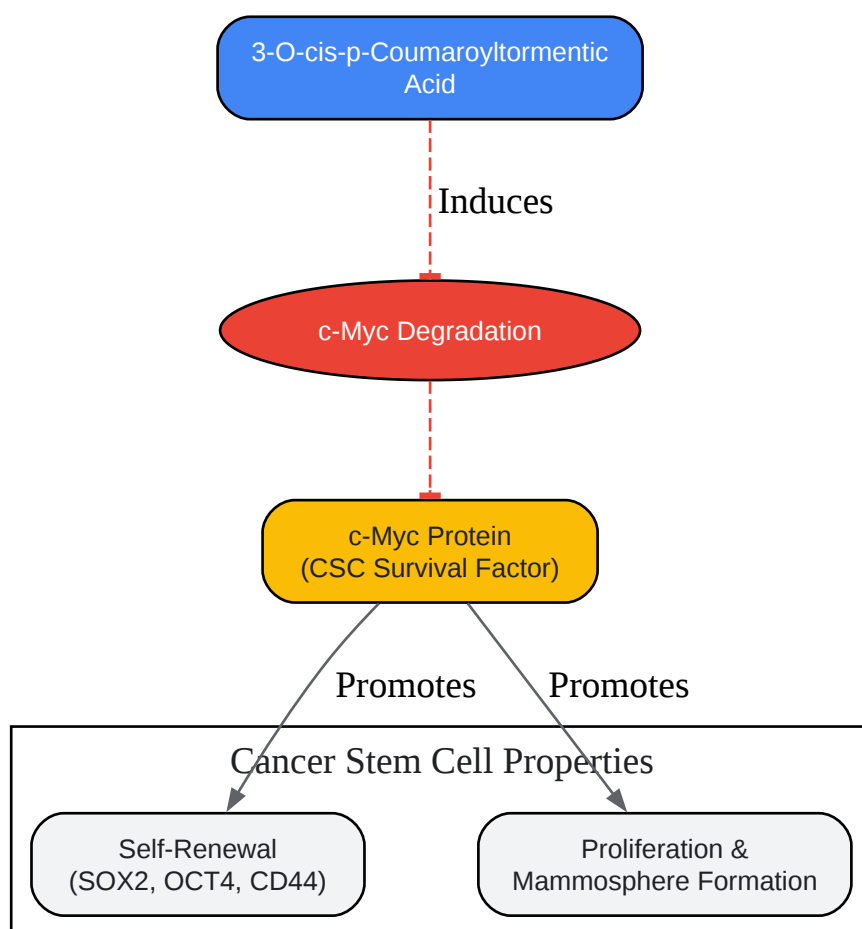 3-O-cis-p-Coumaroyltormentic
Acid
Induces
c-Myc Degradation
c-Myc Protein
(CSC Survival Factor)
Promotes
Promotes
Cancer Stem Cell Properties
Self-Renewal
(SOX2, OCT4, CD44)
Proliferation &
Mammosphere Formation